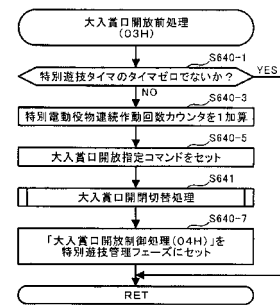 大入賞口開放前処理
(03H)
S640-1
特別遊技タイマのタイマゼロでないか？
YES
NO
S640-3
特別電動役物連続作動回数カウンタを1加算
S640-5
大入賞口開放指定コマンドをセット
S641
大入賞口開閉切替処理
S640-7
「大入賞口開放制御処理(04H)」を
特別遊技管理フェーズにセット
RET